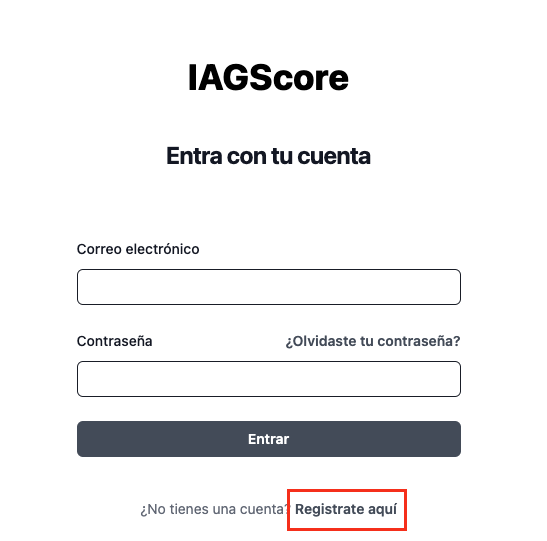 IAGScore
Entra con tu cuenta
Correo electrónico
Contraseña ¿Olvidaste tu contraseña?
Entrar
¿No tienes una cuenta? Registrate aquí